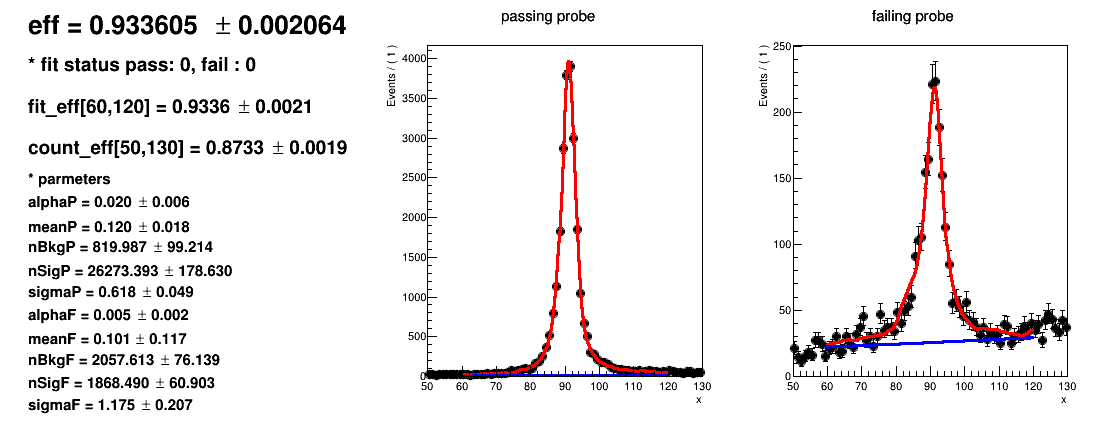 eff = 0.933605 ± 0.002064
* fit status pass: 0, fail : 0
fit_eff[60,120] = 0.9336 ± 0.0021
count_eff[50,130] = 0.8733 ± 0.0019
* parmeters
alphaP = 0.020 ± 0.006
meanP = 0.120 ± 0.018
nBkgP = 819.987 ± 99.214
nSigP = 26273.393 ± 178.630
sigmaP = 0.618 ± 0.049
alphaF = 0.005 ± 0.002
meanF = 0.101 ± 0.117
nBkgF = 2057.613 ± 76.139
nSigF = 1868.490 ± 60.903
sigmaF = 1.175 ± 0.207
passing probe
Events / ( 1 )
4000
3500
3000
2500
2000
1500
1000
500
0
50 60 70 80 90 100 110 120 130
x
failing probe
Events / ( 1 )
250
200
150
100
50
0
50 60 70 80 90 100 110 120 130
x